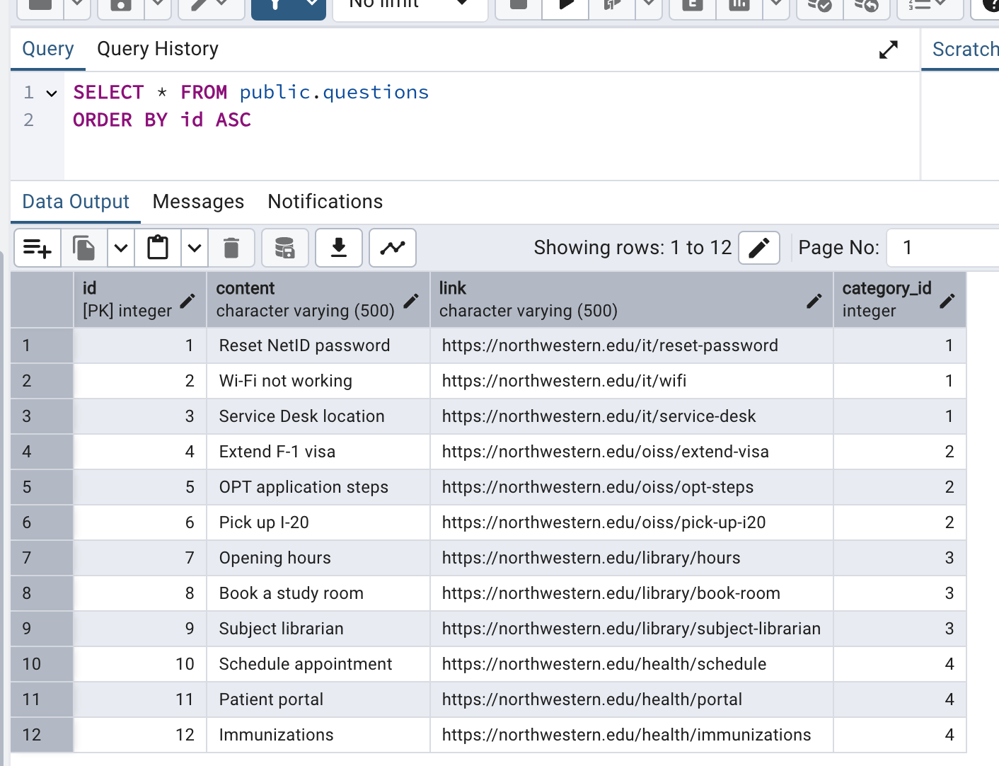 No limit
Query Query History Scratch
1 SELECT * FROM public.questions
2 ORDER BY id ASC
Data Output Messages Notifications
Showing rows: 1 to 12 Page No: 1
id content link category_id
[PK] integer character varying (500) character varying (500) integer
1 1 Reset NetID password https://northwestern.edu/it/reset-password 1
2 2 Wi-Fi not working https://northwestern.edu/it/wifi 1
3 3 Service Desk location https://northwestern.edu/it/service-desk 1
4 4 Extend F-1 visa https://northwestern.edu/oiss/extend-visa 2
5 5 OPT application steps https://northwestern.edu/oiss/opt-steps 2
6 6 Pick up I-20 https://northwestern.edu/oiss/pick-up-i20 2
7 7 Opening hours https://northwestern.edu/library/hours 3
8 8 Book a study room https://northwestern.edu/library/book-room 3
9 9 Subject librarian https://northwestern.edu/library/subject-librarian 3
10 10 Schedule appointment https://northwestern.edu/health/schedule 4
11 11 Patient portal https://northwestern.edu/health/portal 4
12 12 Immunizations https://northwestern.edu/health/immunizations 4